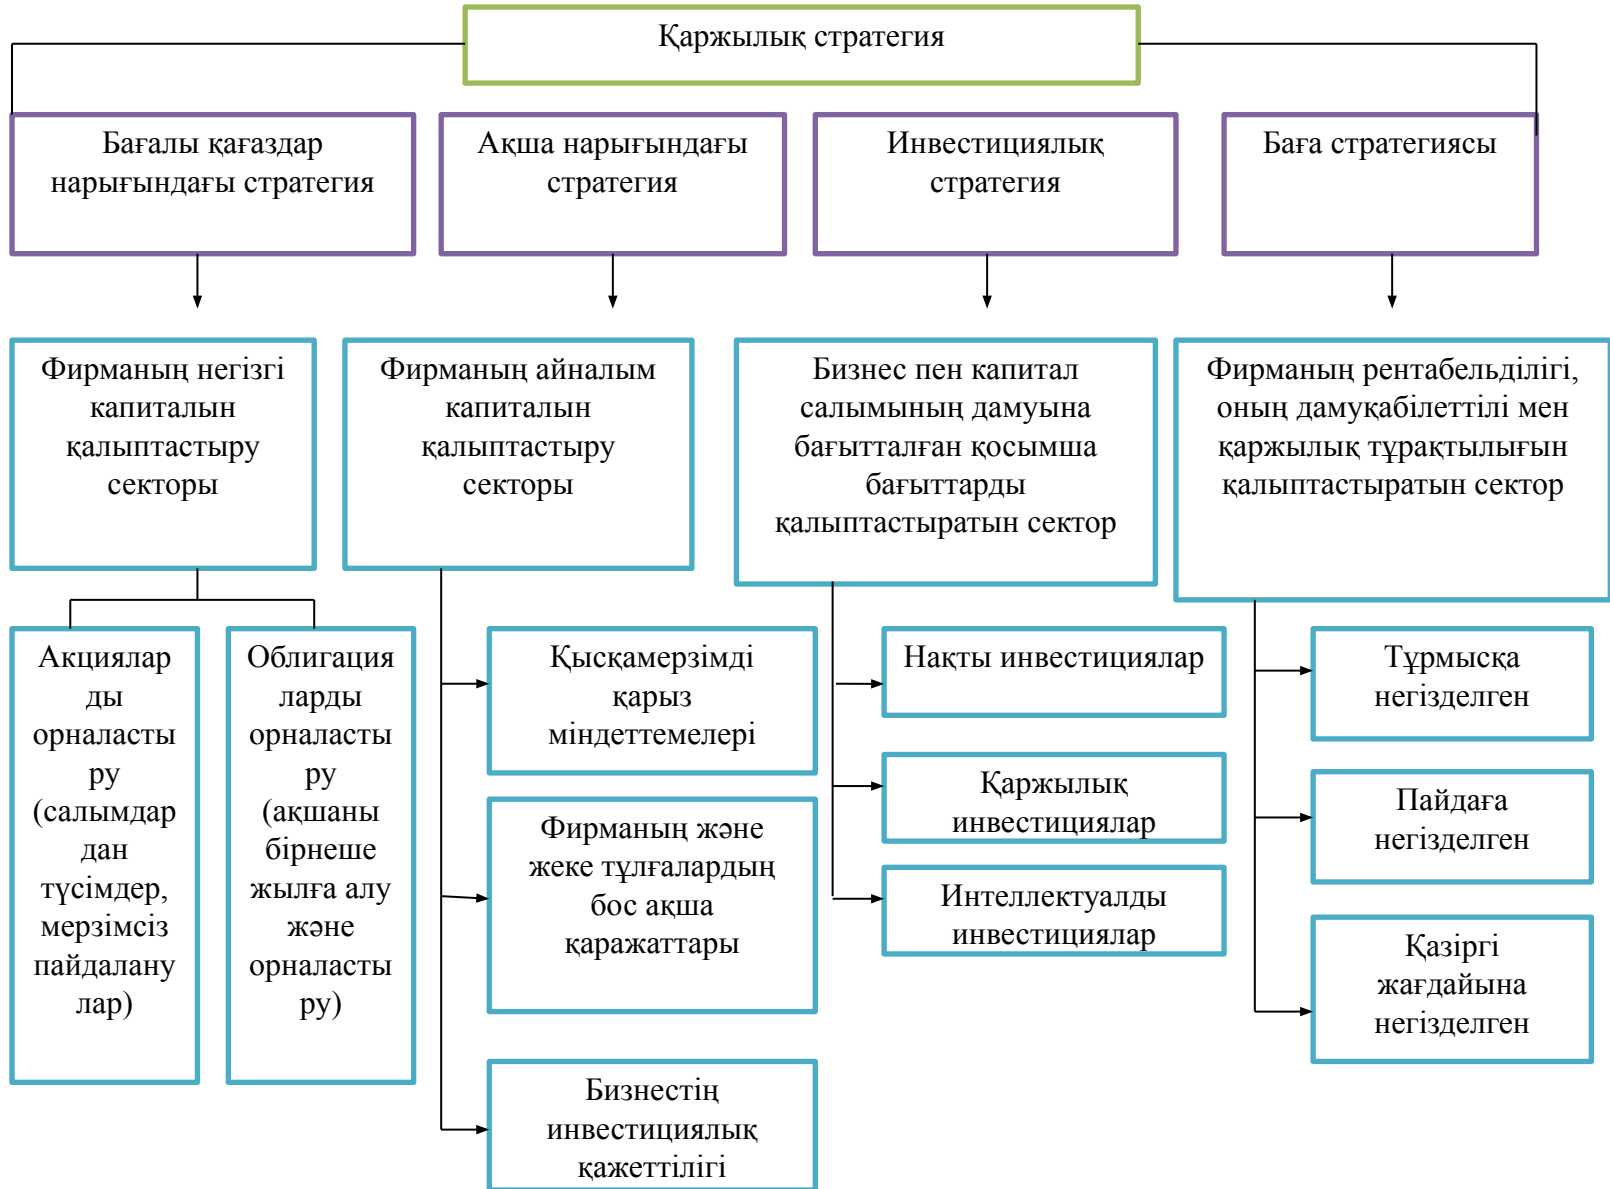 Қаржылық стратегия
Бағалы қағаздар
нарығындағы стратегия
Ақша нарығындағы
стратегия
Инвестициялық
стратегия
Баға стратегиясы
Фирманың негізгі
капиталын
қалыптастыру
секторы
Фирманың айналым
капиталын
қалыптастыру
секторы
Бизнес пен капитал
салымының дамуына
бағытталған қосымша
бағыттарды
қалыптастыратын сектор
Фирманың рентабельділігі,
оның дамуқабілеттілі мен
қаржылық тұрақтылығын
қалыптастыратын сектор
Акциялар
ды
орналасты
ру
(салымдар
дан
түсімдер,
мерзімсіз
пайдалану
лар)
Облигация
ларды
орналасты
ру
(ақшаны
бірнеше
жылға алу
және
орналасты
ру)
Қысқамерзімді
қарыз
міндеттемелері
Фирманың және
жеке тұлғалардың
бос ақша
қаражаттары
Бизнестің
инвестициялық
қажеттілігі
Нақты инвестициялар
Қаржылық
инвестициялар
Интеллектуалды
инвестициялар
Тұрмысқа
негізделген
Пайдаға
негізделген
Қазіргі
жағдайына
негізделген